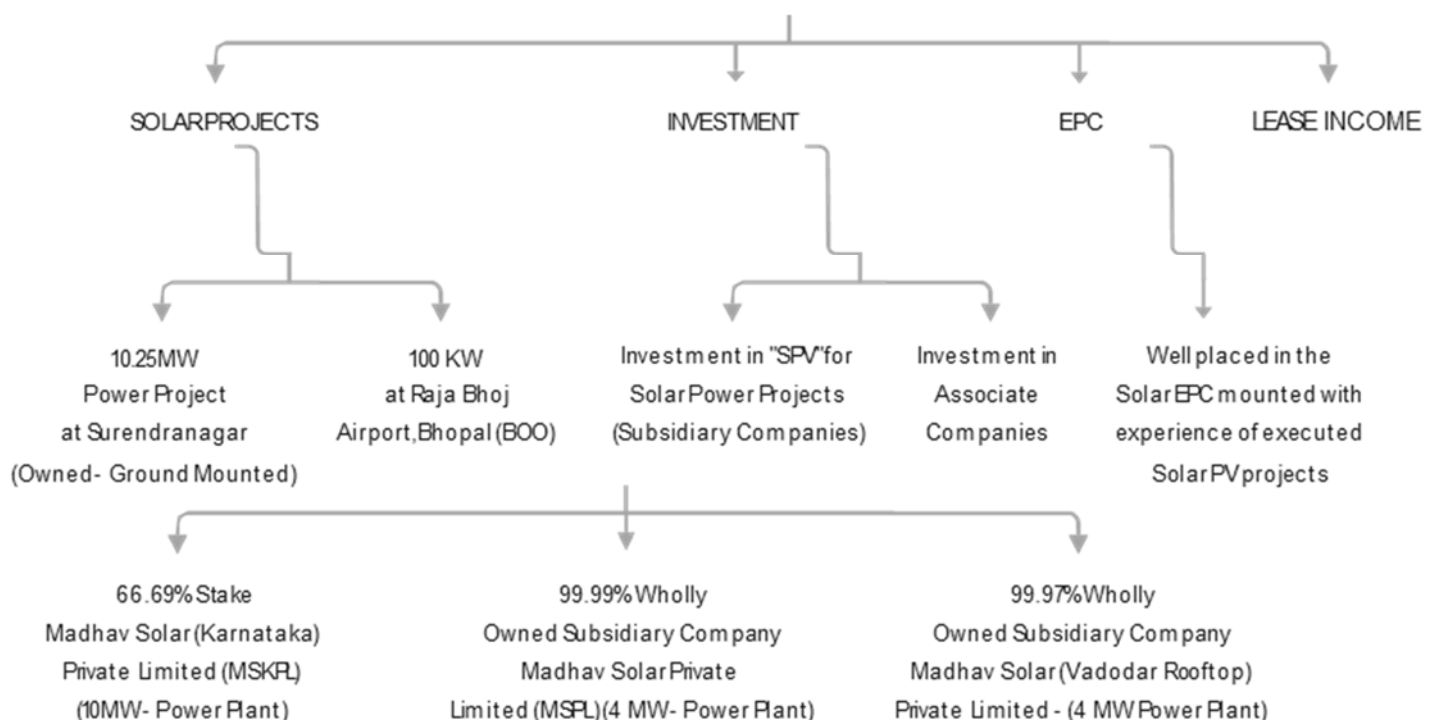 SOLAR PROJECTS
INVESTMENT
EPC
LEASE INCOME
10.25 MW
Power Project
at Surendranagar
(Owned- Ground Mounted)
100 KW
at Raja Bhoj
Airport, Bhopal (BOO)
Investment in "SPV" for
Solar Power Projects
(Subsidiary Companies)
Investment in
Associate
Companies
Well placed in the
Solar EPC mounted with
experience of executed
Solar PV projects
66.69% Stake
Madhav Solar (Karnataka)
Private Limited (MSKPL)
(10MW- Power Plant)
99.99% Wholly
Owned Subsidiary Company
Madhav Solar Private
Limited (MSPL)(4 MW- Power Plant)
99.97% Wholly
Owned Subsidiary Company
Madhav Solar (Vadodar Rooftop)
Private Limited - (4 MW Power Plant)